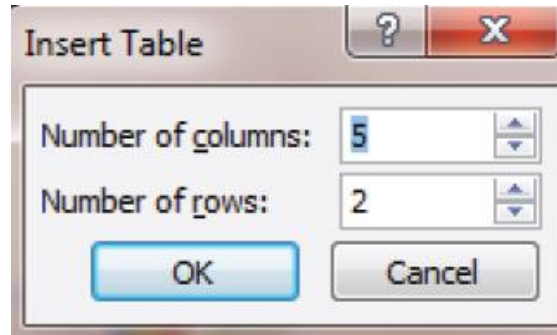 Insert Table
Number of columns: 5
Number of rows: 2
OK Cancel